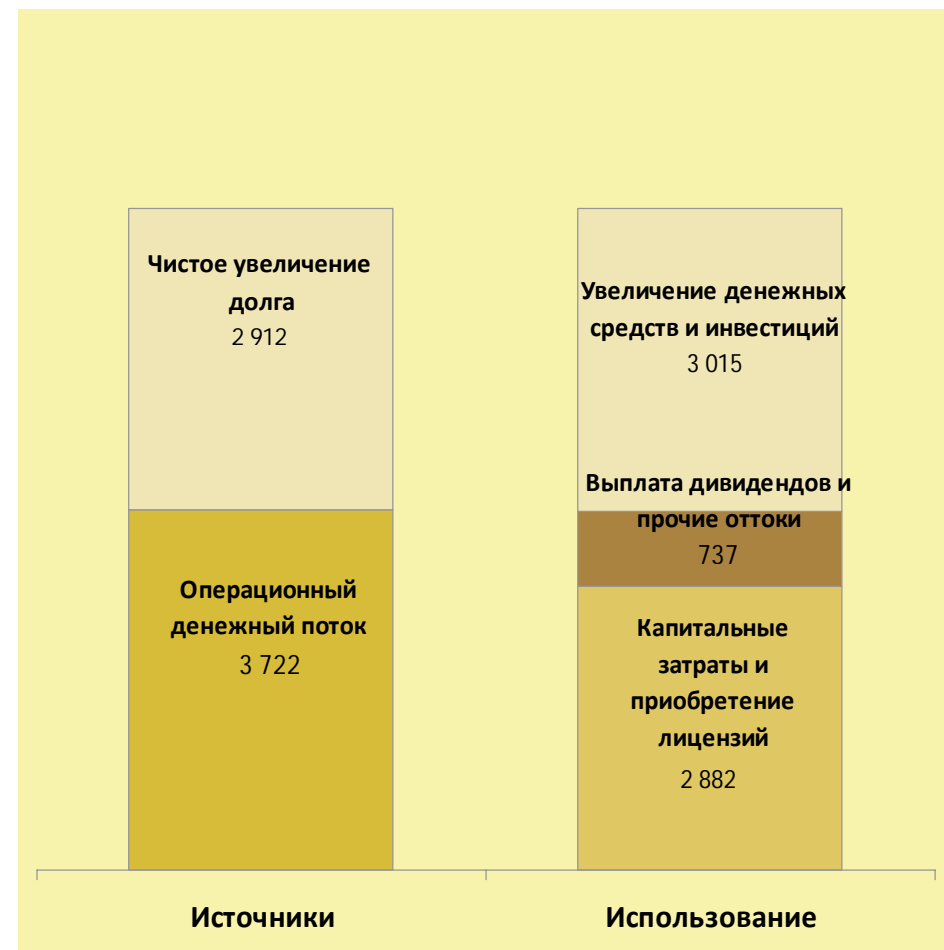 Чистое увеличение
долга
2 912
Операционный
денежный поток
3 722
Увеличение денежных
средств и инвестиций
3 015
Выплата дивидендов и
прочие оттоки
737
Капитальные
затраты и
приобретение
лицензий
2 882
Источники
Использование